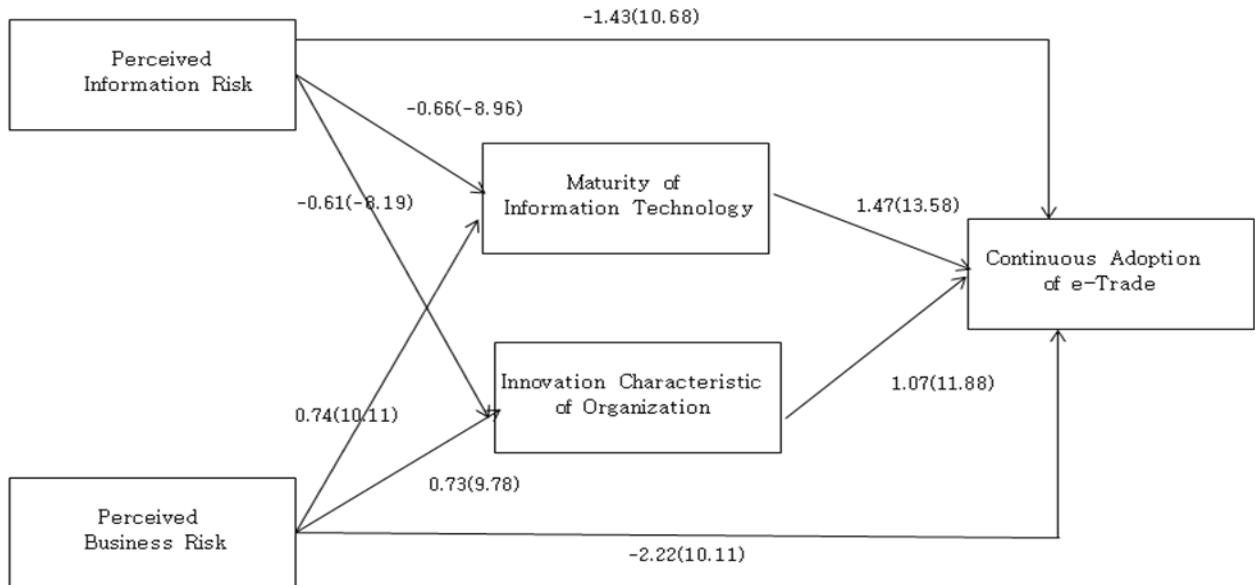 -1.43(10.68)
Perceived
Information Risk
-0.66(-8.96)
Maturity of
Information Technology
-0.61(-8.19)
1.47(13.58)
Continuous Adoption
of e-Trade
Innovation Characteristic
of Organization
1.07(11.88)
0.74(10.11)
0.73(9.78)
Perceived
Business Risk
-2.22(10.11)